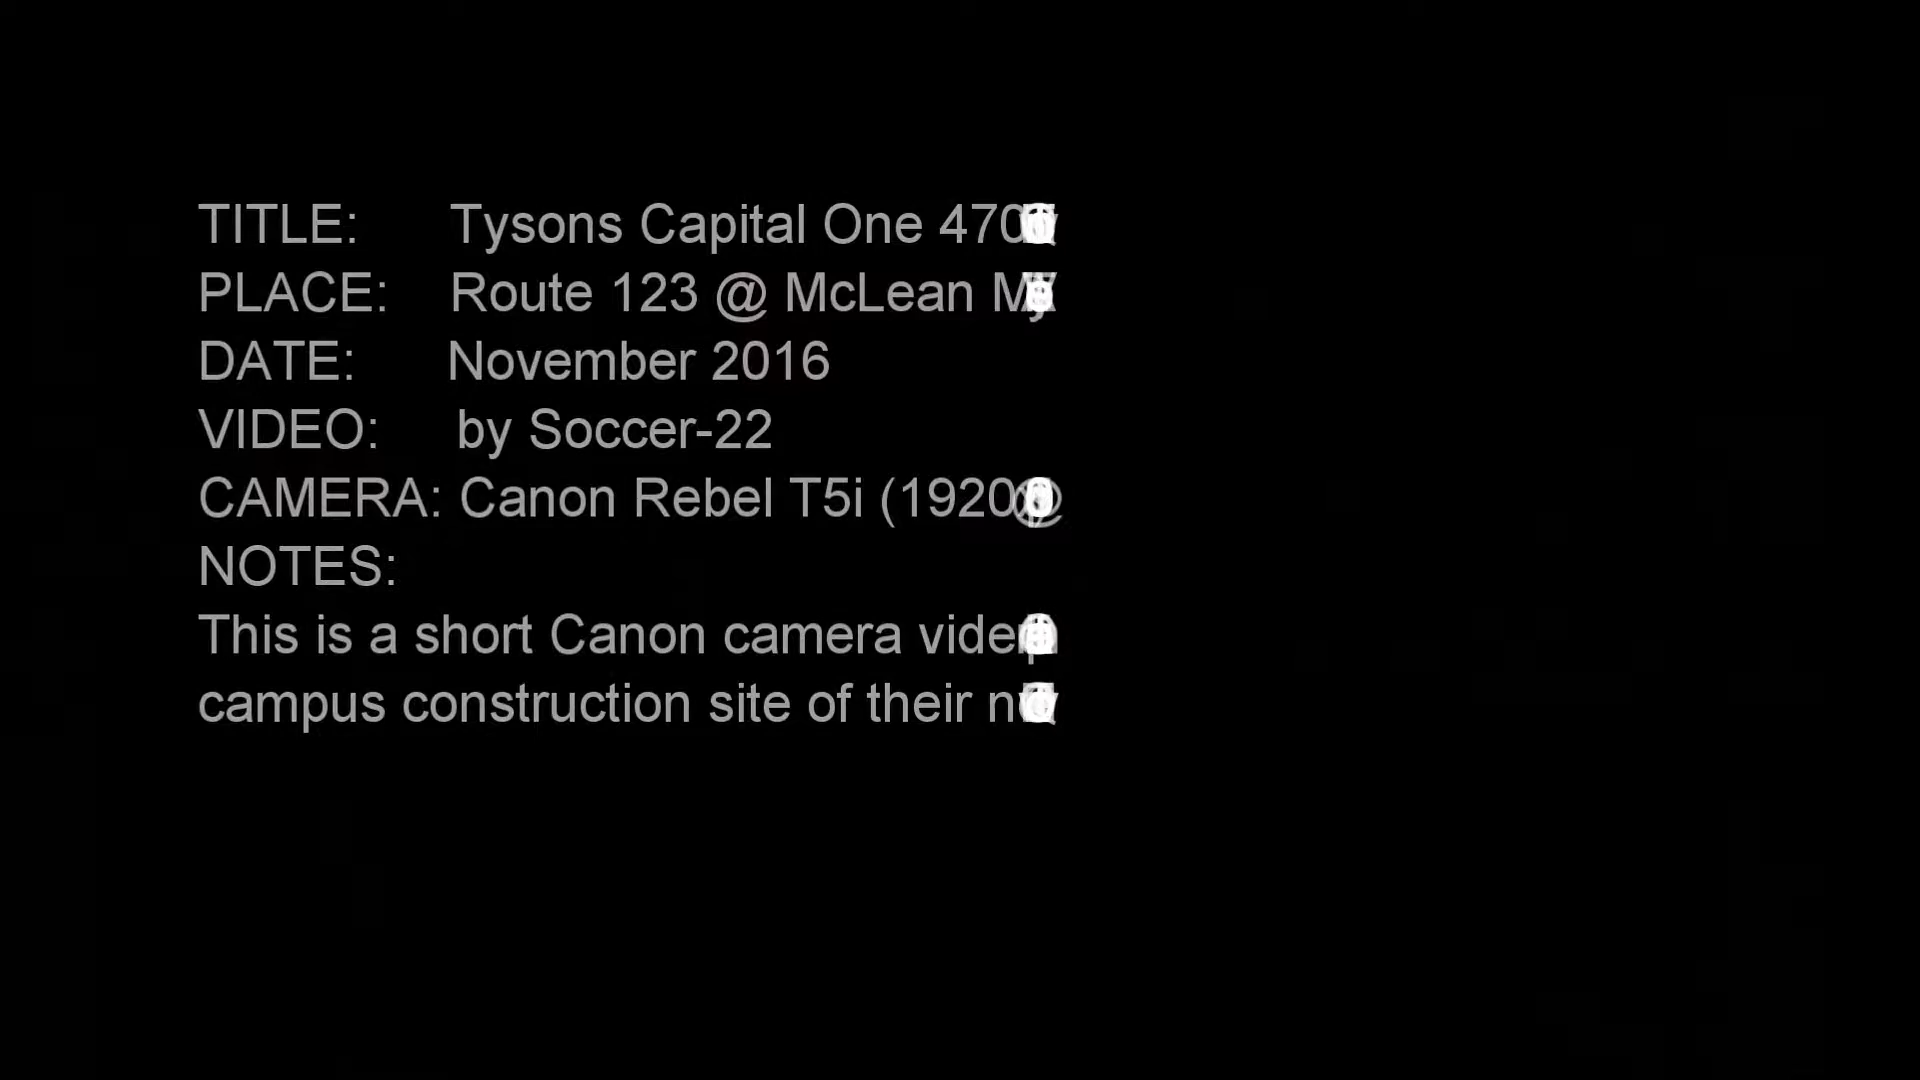 TITLE: Tysons Capital One 470
PLACE: Route 123 @ McLean
DATE: November 2016
VIDEO: by Soccer-22
CAMERA: Canon Rebel T5i (1920
NOTES:
This is a short Canon camera
campus construction site of their